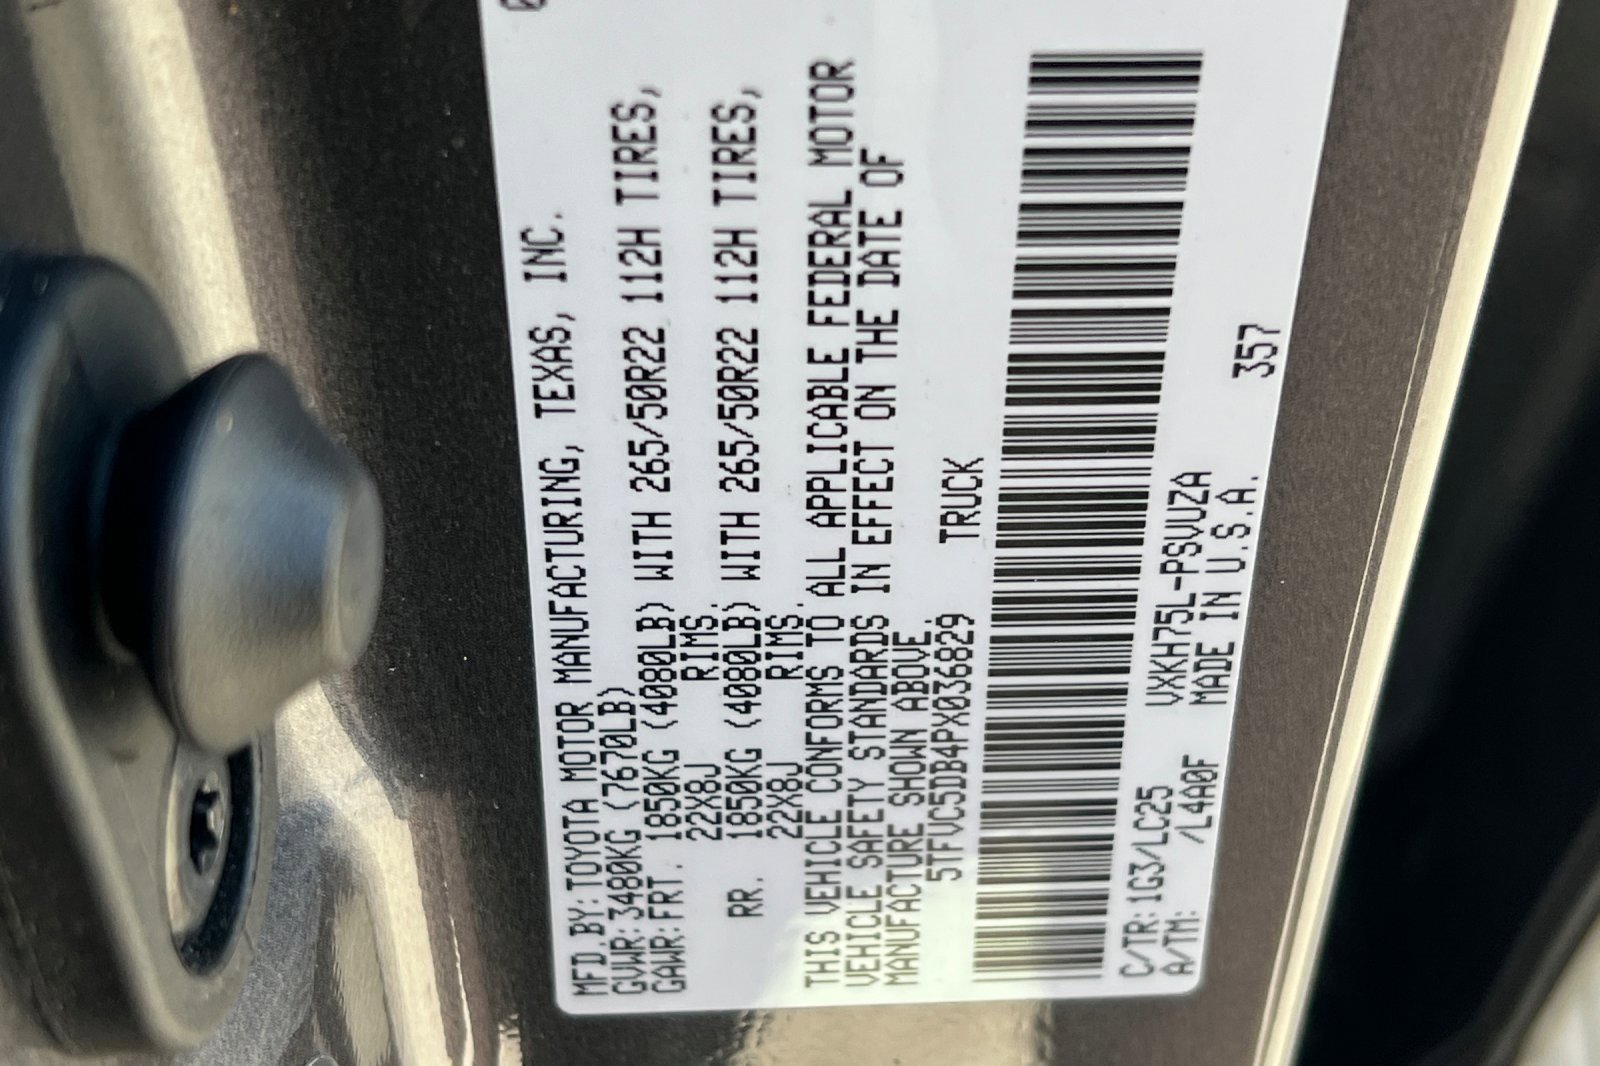 MFD.BY:TOYOTA MOTOR MANUFACTURING, TEXAS, INC.
GVWR:3480KG(7670LB)
GAWR:FRT. 1850KG (4080LB) WITH 265/50R22 112H TIRES,
22X8J RIMS.
RR. 1850KG (4080LB) WITH 265/50R22 112H TIRES,
22X8J RIMS.
THIS VEHICLE CONFORMS TO ALL APPLICABLE FEDERAL MOTOR
VEHICLE SAFETY STANDARDS IN EFFECT ON THE DATE OF
MANUFACTURE SHOWN ABOVE.
5TFVC5DB4PX036829 TRUCK
C/TR:1G3/LC25 VXKH75L-PSVUZA
A/TM: /L4A0F MADE IN U.S.A.
357